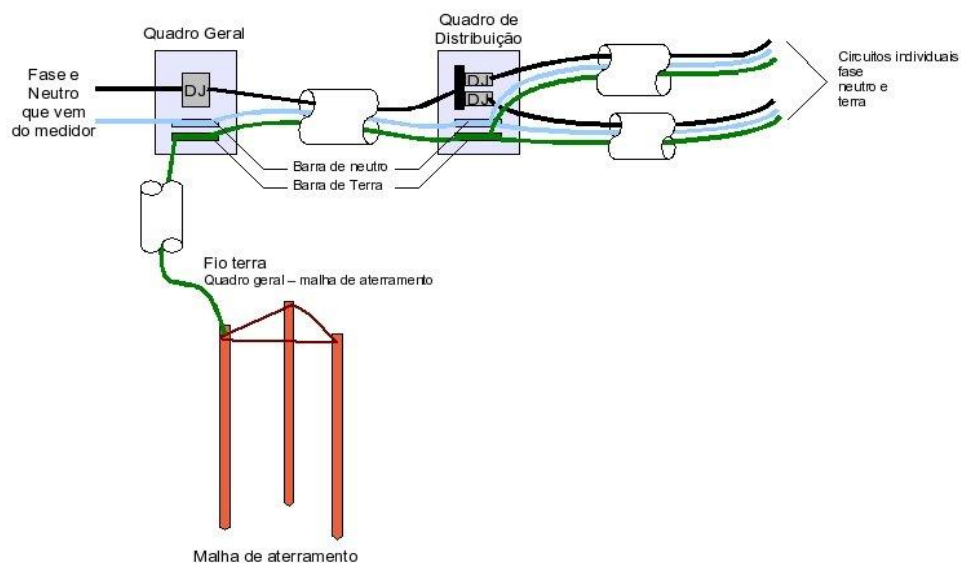 Quadro Geral
Quadro de
Distribuição
Fase e
Neutro
que vem
do medidor
DJ
DJ
DJ
Circuitos individuais
fase
neutro e
terra
Barra de neutro
Barra de Terra
Fio terra
Quadro geral – malha de aterramento
Malha de aterramento